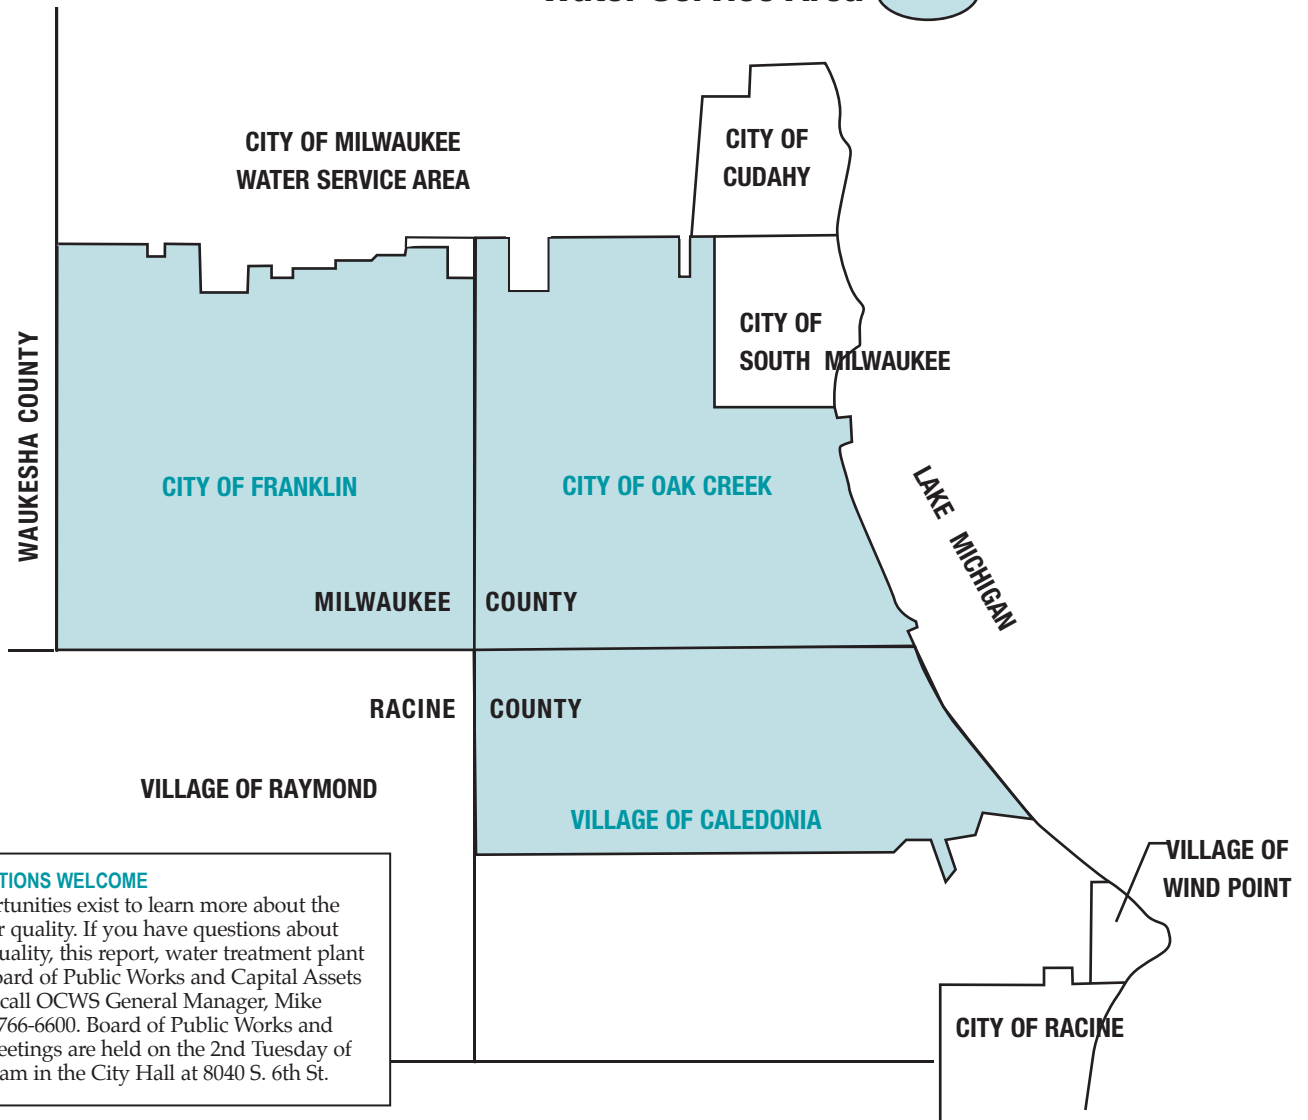 Water Service Area
CITY OF MILWAUKEE
WATER SERVICE AREA
CITY OF
CUDAHY
CITY OF
SOUTH MILWAUKEE
WAUKESHA COUNTY
CITY OF FRANKLIN
CITY OF OAK CREEK
LAKE MICHIGAN
MILWAUKEE COUNTY
RACINE COUNTY
VILLAGE OF RAYMOND
VILLAGE OF CALEDONIA
VILLAGE OF
WIND POINT
CITY OF RACINE
TIONS WELCOME
rtunities exist to learn more about the
r quality. If you have questions about
uality, this report, water treatment plant
oard of Public Works and Capital Assets
call OCWS General Manager, Mike
766-6600. Board of Public Works and
eetings are held on the 2nd Tuesday of
am in the City Hall at 8040 S. 6th St.